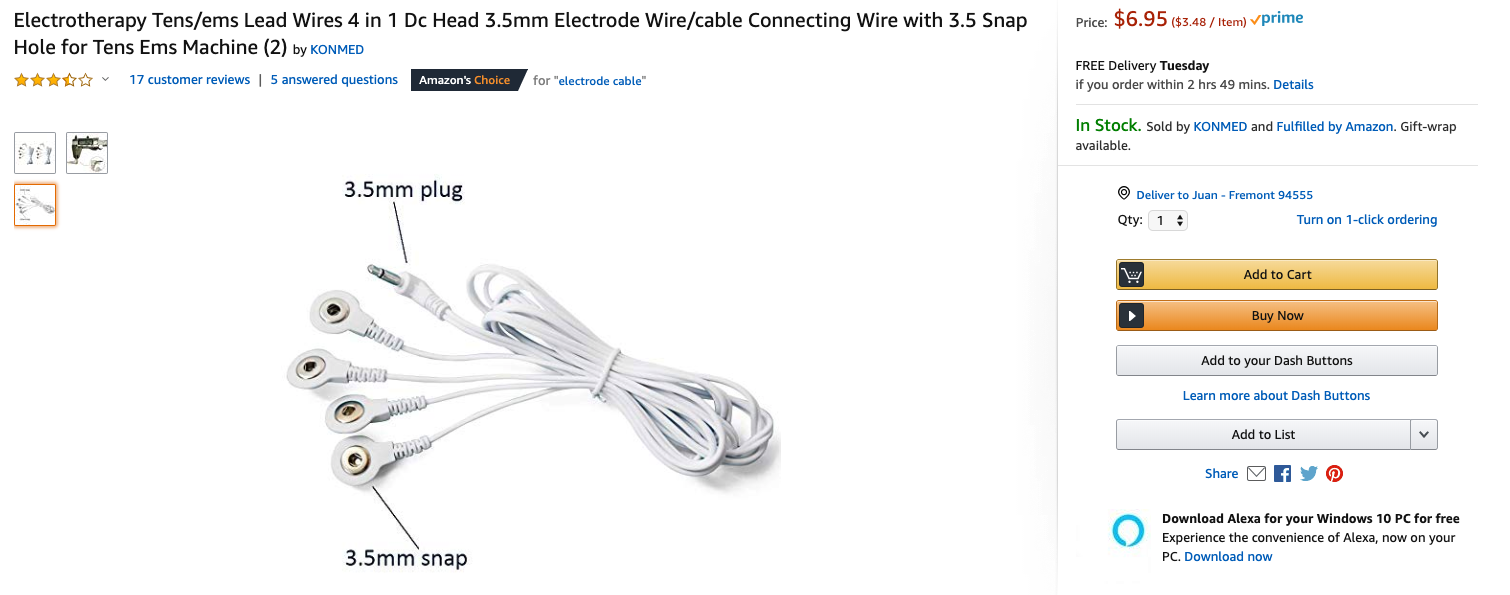 Electrotherapy Tens/ems Lead Wires 4 in 1 Dc Head 3.5mm Electrode Wire/cable Connecting Wire with 3.5 Snap
Hole for Tens Ems Machine (2) by KONMED
17 customer reviews | 5 answered questions Amazon's Choice for "electrode cable"
3.5mm plug
3.5mm snap
Price: $6.95 ($3.48 / Item) prime
FREE Delivery Tuesday
if you order within 2 hrs 49 mins. Details
In Stock. Sold by KONMED and Fulfilled by Amazon. Gift-wrap
available.
Deliver to Juan - Fremont 94555
Qty: 1 Turn on 1-click ordering
Add to Cart
Buy Now
Add to your Dash Buttons
Learn more about Dash Buttons
Add to List
Share
Download Alexa for your Windows 10 PC for free
Experience the convenience of Alexa, now on your
PC. Download now